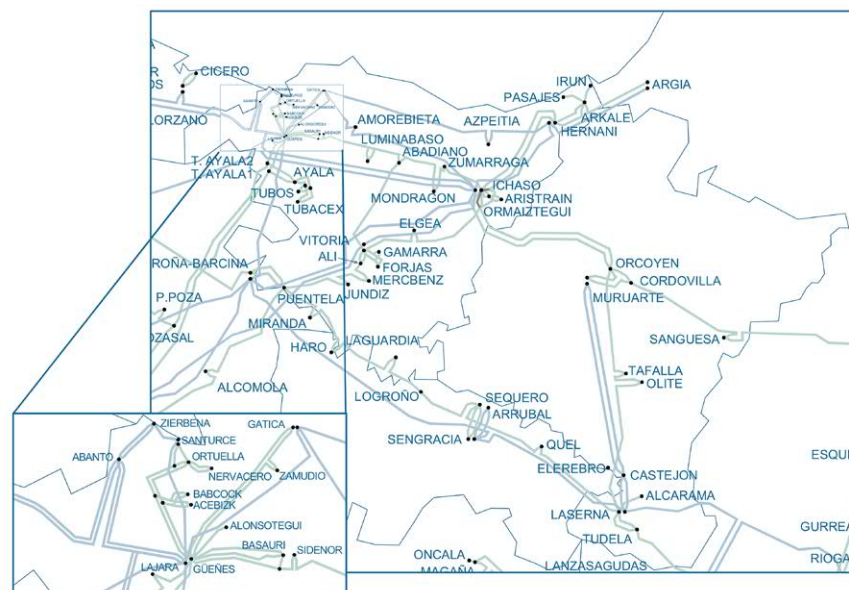 CICERO
LORZANO
IRUN
PASAJES
ARGIA
ARKALE
HERNANI
AZPEITIA
AMOREBIETA
LUMINABASO
ABADIANO
ZUMARRAGA
T. AYALA2
T. AYALA1
AYALA
TUBOS
TUBACEX
MONDRAGON
ICHASO
ARISTRAIN
ORMAIZTEGUI
ELGEA
VITORIA
ALI
GAMARRA
FORJAS
MERCBENZ
JUNDIZ
ORCOYEN
CORDOVILLA
MURUARTE
ROÑA-BARCINA
PUENTELA
P.POZA
MIRANDA
OZASAL
HARO
LAGUARDIA
SANGUESA
TAFALLA
OLITE
ALCOMOLA
LOGROÑO
SEQUERO
ARRUBAL
SENGRACIA
QUEL
ELEREBRO
CASTEJON
ALCARAMA
LASERNA
TUDELA
ESQU
GURREA
RIOGA
ONCALA
MAGAÑA
LANZASAGUDAS
ZIERBENA
GATICA
SANTURCE
ABANTO
ORTUELLA
NERVACERO
ZAMUDIO
BABCOCK
ACEBIZK
ALONSOTEGUI
BASAURI
SIDENOR
LAJARA
GÜEÑES